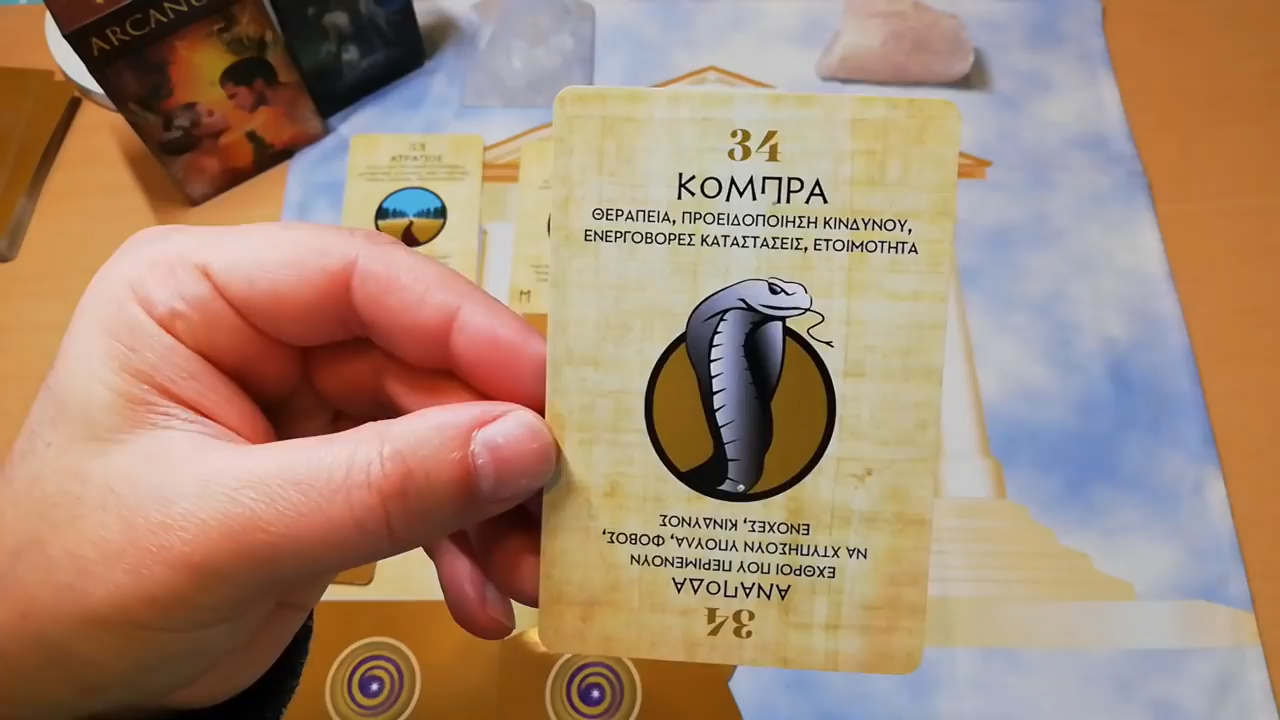 ARCANU
33
ΑΤΡΑΠΟΣ
34
ΚΟΜΠΡΑ
ΘΕΡΑΠΕΙΑ, ΠΡΟΕΙΔΟΠΟΙΗΣΗ ΚΙΝΔΥΝΟΥ,
ΕΝΕΡΓΟΒΟΡΕΣ ΚΑΤΑΣΤΑΣΕΙΣ, ΕΤΟΙΜΟΤΗΤΑ
34
ΑΝΑΠΟΔΑ
ΕΧΘΡΟΙ ΠΟΥ ΠΕΡΙΜΕΝΟΥΝ
ΝΑ ΧΤΥΠΗΣΟΥΝ ΥΠΟΥΛΑ, ΦΟΒΟΣ,
ΕΝΟΧΕΣ, ΚΙΝΔΥΝΟΣ